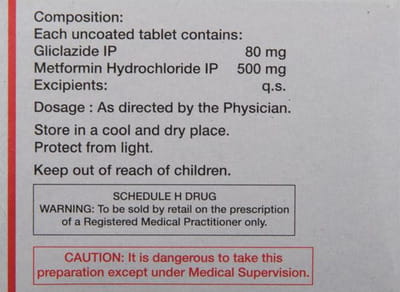 Composition:
Each uncoated tablet contains:
Gliclazide IP 80 mg
Metformin Hydrochloride IP 500 mg
Excipients: q.s.
Dosage : As directed by the Physician.
Store in a cool and dry place.
Protect from light.
Keep out of reach of children.
SCHEDULE H DRUG
WARNING: To be sold by retail on the prescription
of a Registered Medical Practitioner only.
CAUTION: It is dangerous to take this
preparation except under Medical Supervision.